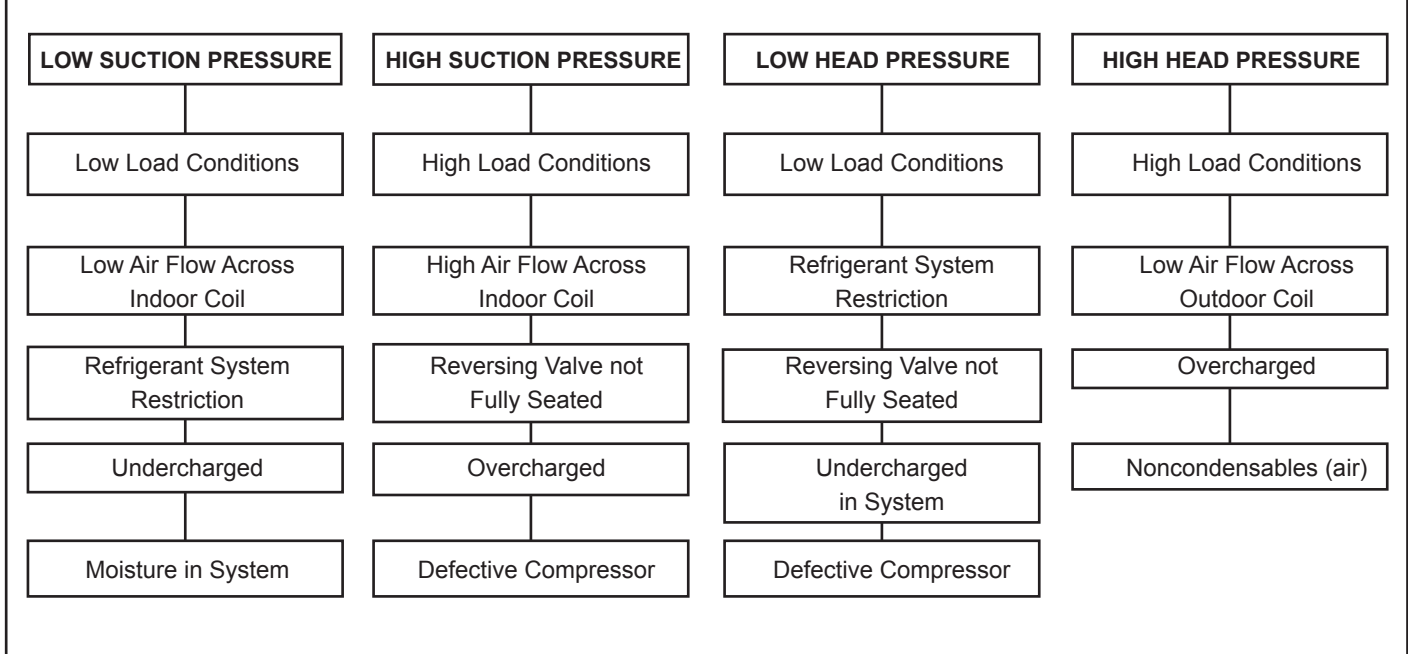 LOW SUCTION PRESSURE
Low Load Conditions
Low Air Flow Across
Indoor Coil
Refrigerant System
Restriction
Undercharged
Moisture in System
HIGH SUCTION PRESSURE
High Load Conditions
High Air Flow Across
Indoor Coil
Reversing Valve not
Fully Seated
Overcharged
Defective Compressor
LOW HEAD PRESSURE
Low Load Conditions
Refrigerant System
Restriction
Reversing Valve not
Fully Seated
Undercharged
in System
Defective Compressor
HIGH HEAD PRESSURE
High Load Conditions
Low Air Flow Across
Outdoor Coil
Overcharged
Noncondensables (air)